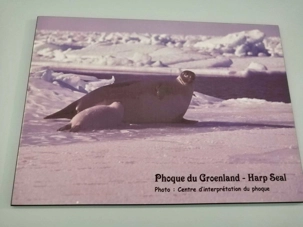 Phoque du Groenland - Harp Seal
Photo : Centre d'interprétation du phoque